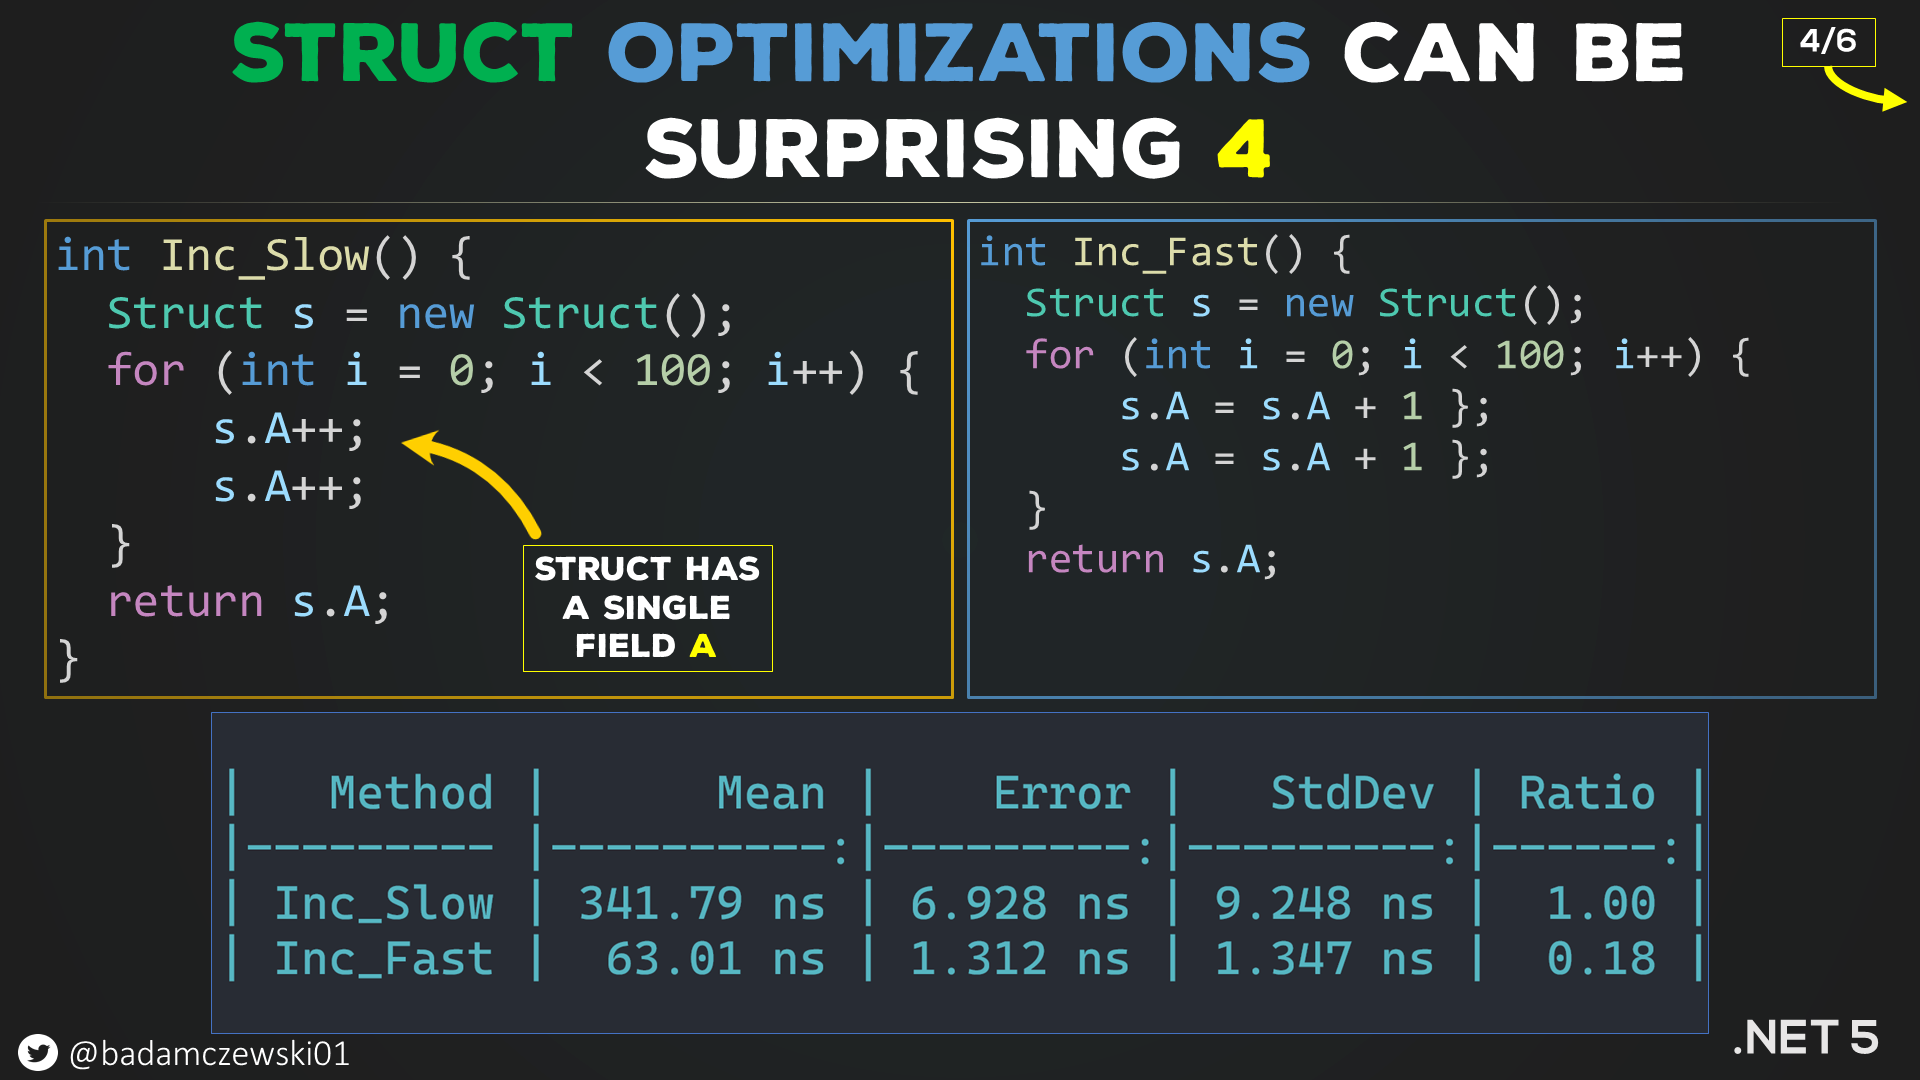 STRUCT OPTIMIZATIONS CAN BE
SURPRISING 4
4/6
int Inc_Slow() {
Struct s = new Struct();
for (int i = 0; i < 100; i++) {
s.A++;
s.A++;
}
return s.A;
}
STRUCT HAS
A SINGLE
FIELD A
int Inc_Fast() {
Struct s = new Struct();
for (int i = 0; i < 100; i++) {
s.A = s.A + 1 };
s.A = s.A + 1 };
}
return s.A;
| Method | Mean | Error | StdDev | Ratio |
|--------- |----------:|---------:|---------:|------:|
| Inc_Slow | 341.79 ns | 6.928 ns | 9.248 ns | 1.00 |
| Inc_Fast | 63.01 ns | 1.312 ns | 1.347 ns | 0.18 |
@badamczewski01
.NET 5